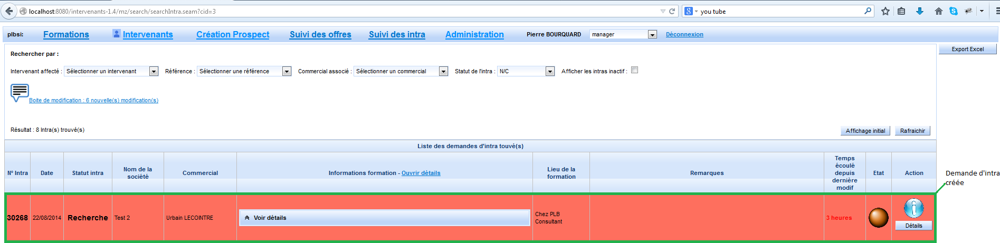 localhost:8080/intervenants-1.4/mz/search/searchIntra.seam?cid=3
you tube
plbsi: Formations Intervenants Création Prospect Suivi des offres Suivi des intra Administration Pierre BOURQUARD manager Déconnexion
Export Excel
Rechercher par :
Intervenant affecté : Sélectionner un intervenant Référence : Sélectionner une référence Commercial associé : Sélectionner un commercial Statut de l'intra : N/C Afficher les intras inactif :
Boite de modification : 6 nouvelle(s) modification(s)
Résultat : 8 Intra(s) trouvé(s)
Affichage initial Rafraichir
Liste des demandes d'intra touvé(s)
N° Intra
Date
Statut intra
Nom de la
société
Commercial
Informations formation - Ouvrir détails
Lieu de la
formation
Remarques
Temps
écoulé
depuis
dernière
modif
Etat
Action
Demande d'intra
créée
30268
22/08/2014
Recherche
Test 2
Urbain LECOINTRE
Voir détails
Chez PLB
Consultant
3 heures
Détails